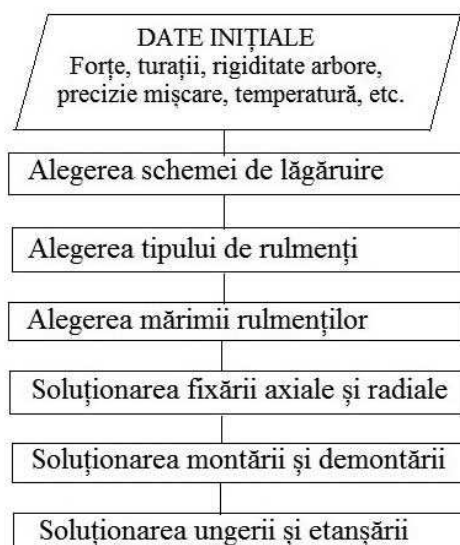 DATE INIȚIALE
Forțe, turații, rigiditate arbore,
precizie mișcare, temperatură, etc.
Alegerea schemei de lăgăruire
Alegerea tipului de rulmenți
Alegerea mărimii rulmenților
Soluționarea fixării axiale și radiale
Soluționarea montării și demontării
Soluționarea ungerii și etanșării